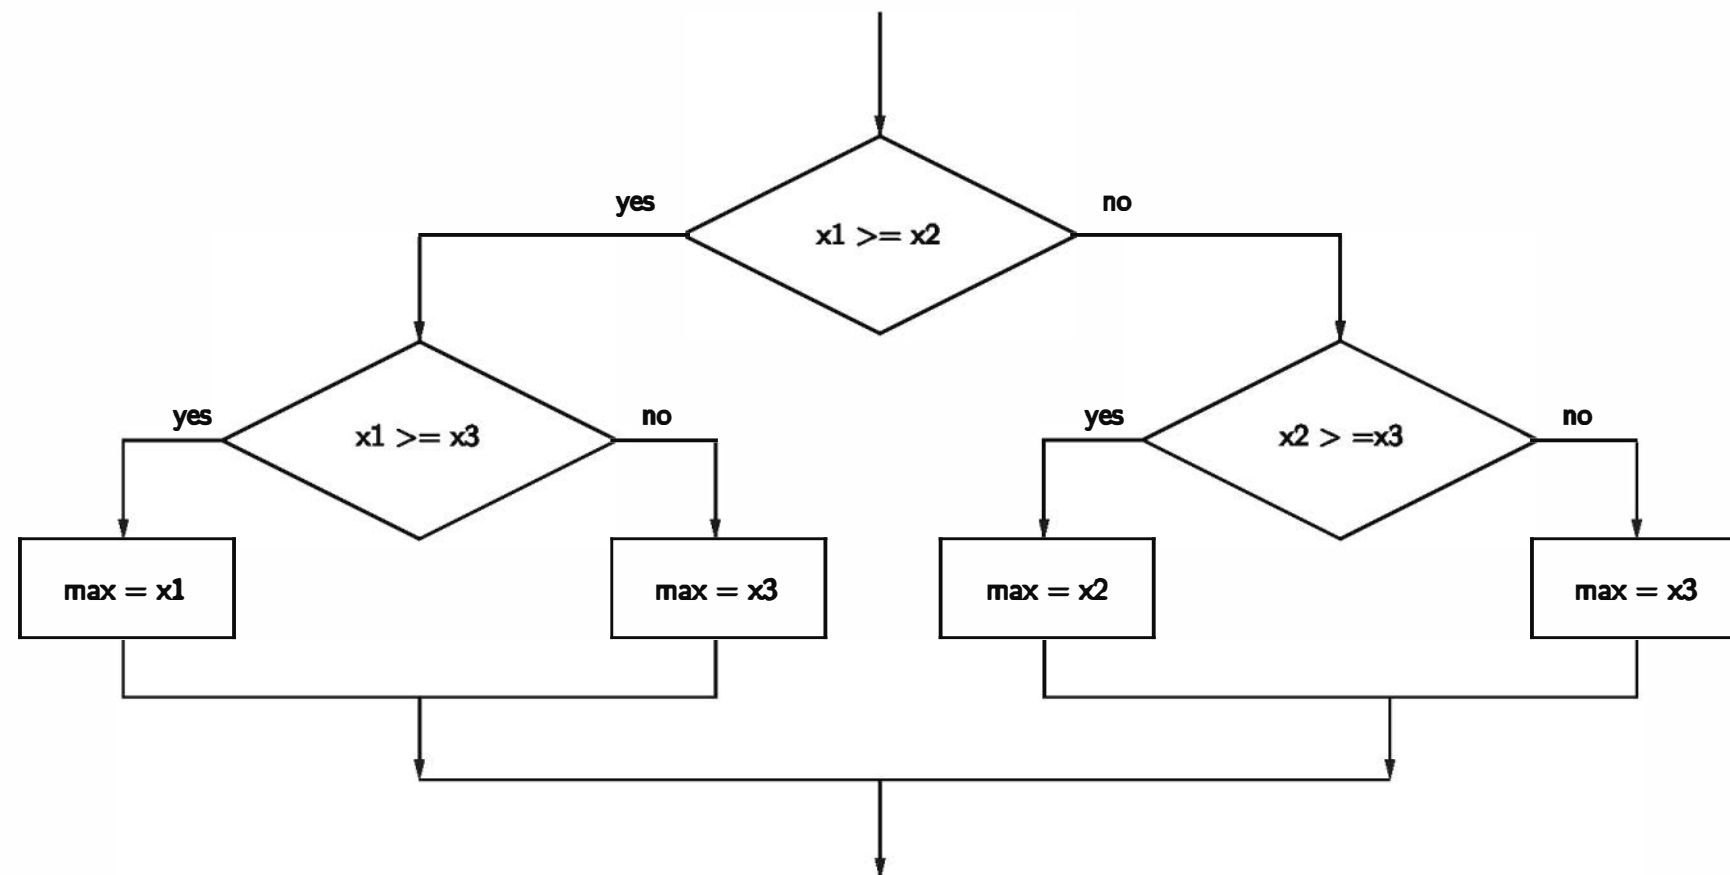 yes
no
x1 >= x2
yes
no
yes
no
x1 >= x3
x2 > =x3
max = x1
max = x3
max = x2
max = x3